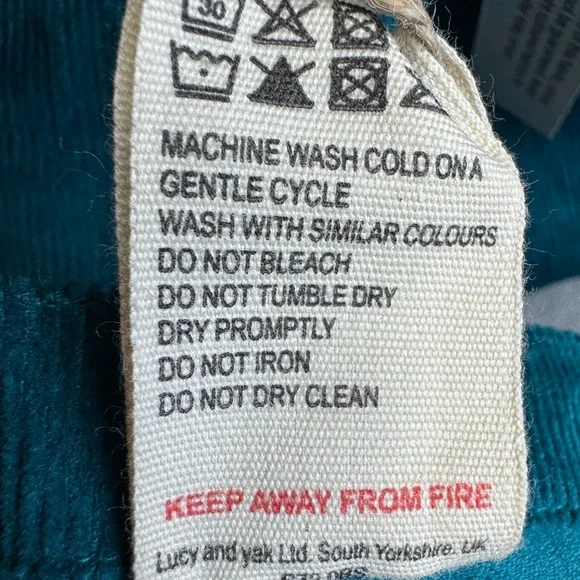 30
MACHINE WASH COLD ON A
GENTLE CYCLE
WASH WITH SIMILAR COLOURS
DO NOT BLEACH
DO NOT TUMBLE DRY
DRY PROMPTLY
DO NOT IRON
DO NOT DRY CLEAN
KEEP AWAY FROM FIRE
Lucy and yak Ltd. South Yorkshire. UK